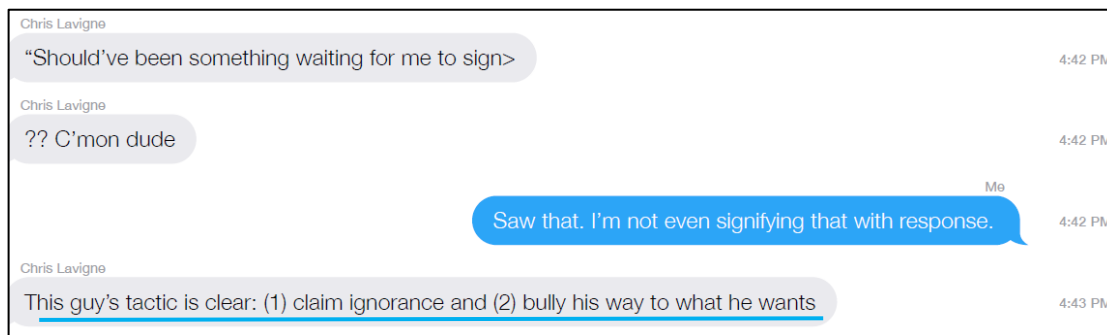 Chris Lavigne
“Should’ve been something waiting for me to sign>
4:42 PM
Chris Lavigne
?? C’mon dude
4:42 PM
Me
Saw that. I’m not even signifying that with response.
4:42 PM
Chris Lavigne
This guy’s tactic is clear: (1) claim ignorance and (2) bully his way to what he wants
4:43 PM